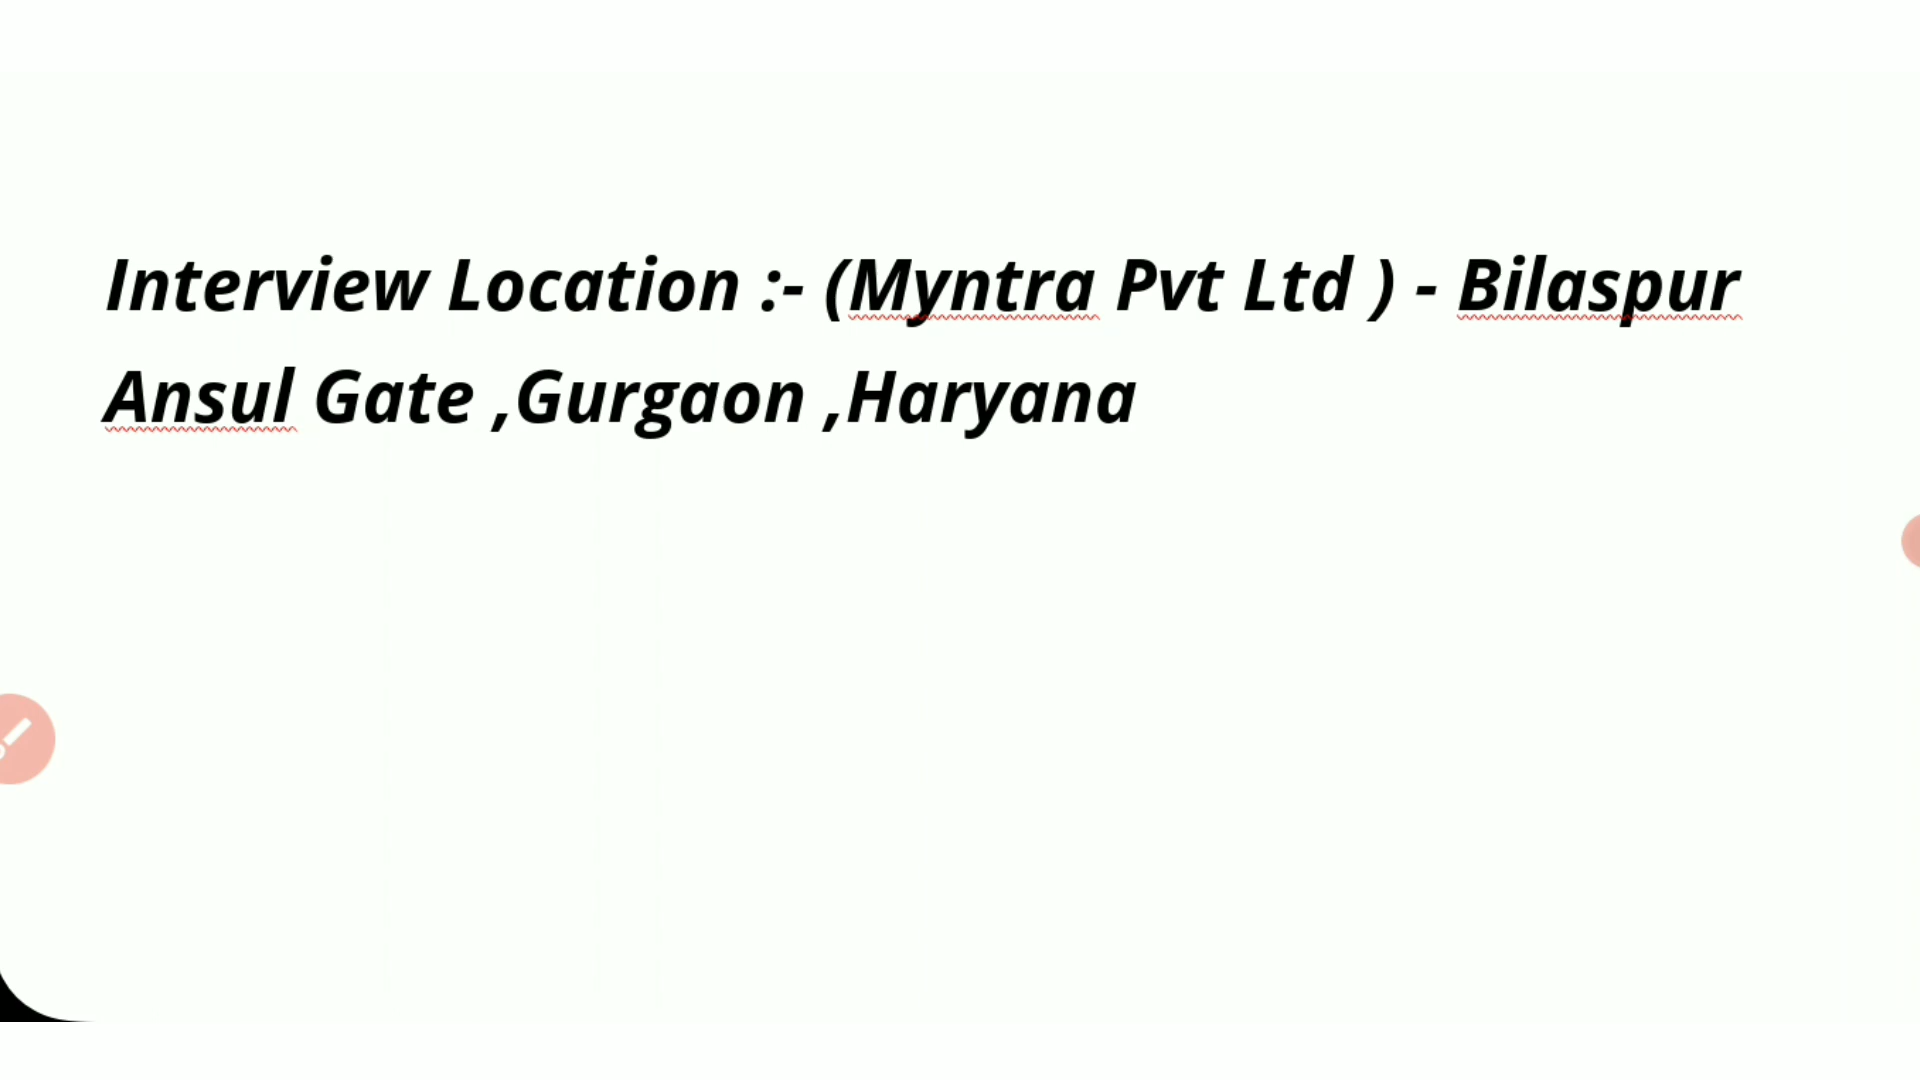 Interview Location :- (Myntra Pvt Ltd ) - Bilaspur
Ansul Gate ,Gurgaon ,Haryana